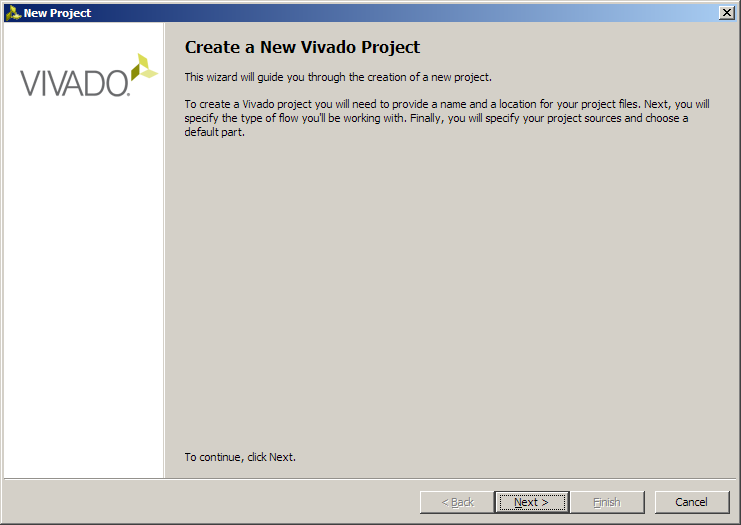 New Project
VIVADO.
Create a New Vivado Project
This wizard will guide you through the creation of a new project.
To create a Vivado project you will need to provide a name and a location for your project files. Next, you will
specify the type of flow you'll be working with. Finally, you will specify your project sources and choose a
default part.
To continue, click Next.
< Back
Next >
Finish
Cancel